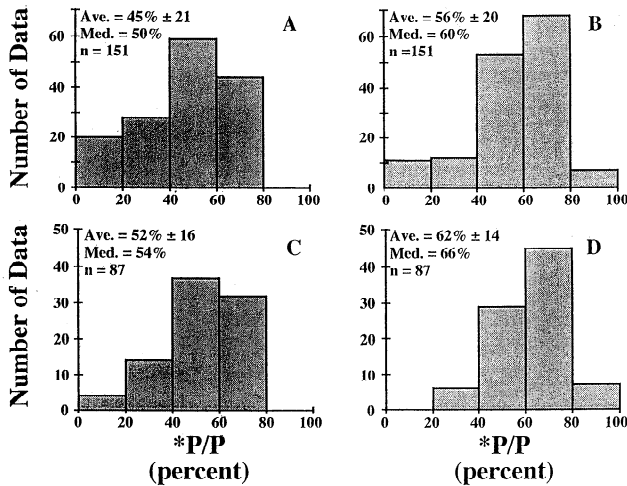 Ave. = 45% ± 21
Med. = 50%
n = 151
A
Number of Data
60
40
20
0
0 20 40 60 80 100
Ave. = 56% ± 20
Med. = 60%
n =151
B
60
40
20
0
0 20 40 60 80 100
Ave. = 52% ± 16
Med. = 54%
n = 87
C
Number of Data
50
40
30
20
10
0
0 20 40 60 80 100
*P/P
(percent)
Ave. = 62% ± 14
Med. = 66%
n = 87
D
50
40
30
20
10
0
0 20 40 60 80 100
*P/P
(percent)